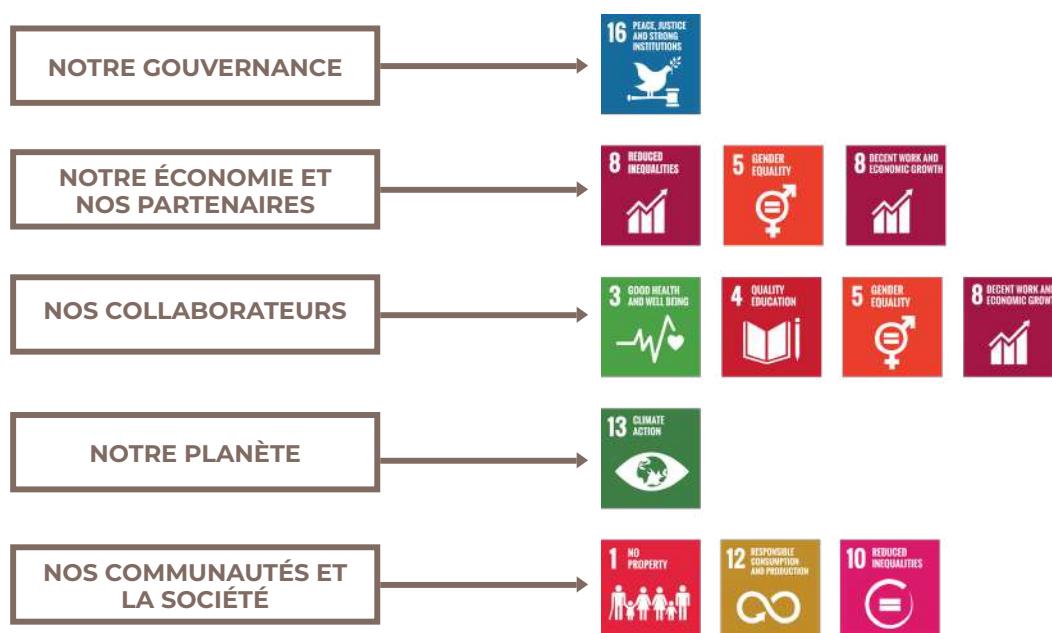 NOTRE GOUVERNANCE
16 PEACE, JUSTICE
AND STRONG
INSTITUTIONS
NOTRE ÉCONOMIE ET
NOS PARTENAIRES
8 REDUCED
INEQUALITIES
5 GENDER
EQUALITY
8 DECENT WORK AND
ECONOMIC GROWTH
NOS COLLABORATEURS
3 GOOD HEALTH
AND WELL BEING
4 QUALITY
EDUCATION
5 GENDER
EQUALITY
8 DECENT WORK AND
ECONOMIC GROWT
NOTRE PLANÈTE
13 CLIMATE
ACTION
NOS COMMUNAUTÉS ET
LA SOCIÉTÉ
1 NO
PROPERTY
12 RESPONSIBLE
CONSUMPTION
AND PRODUCTION
10 REDUCED
INEQUALITIES